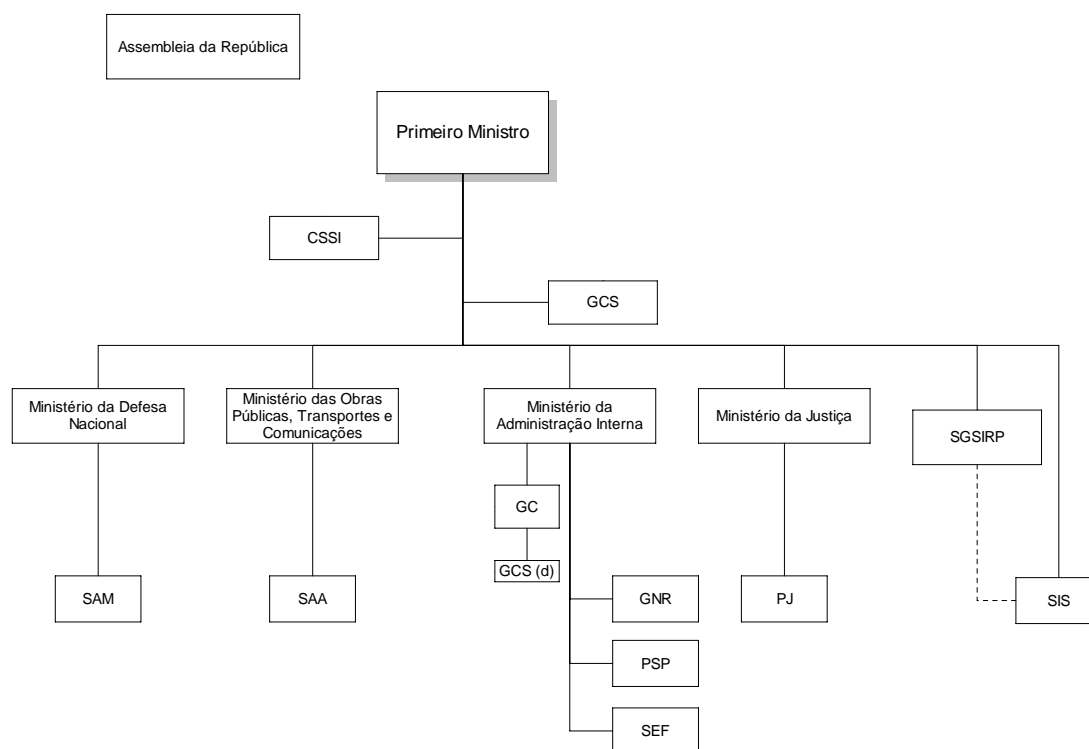 Assembleia da República
Primeiro Ministro
CSSI
GCS
Ministério da Defesa
Nacional
Ministério das Obras
Públicas, Transportes e
Comunicações
Ministério da
Administração Interna
Ministério da Justiça
SGSIRP
GC
GCS (d)
SAM
SAA
GNR
PJ
SIS
PSP
SEF